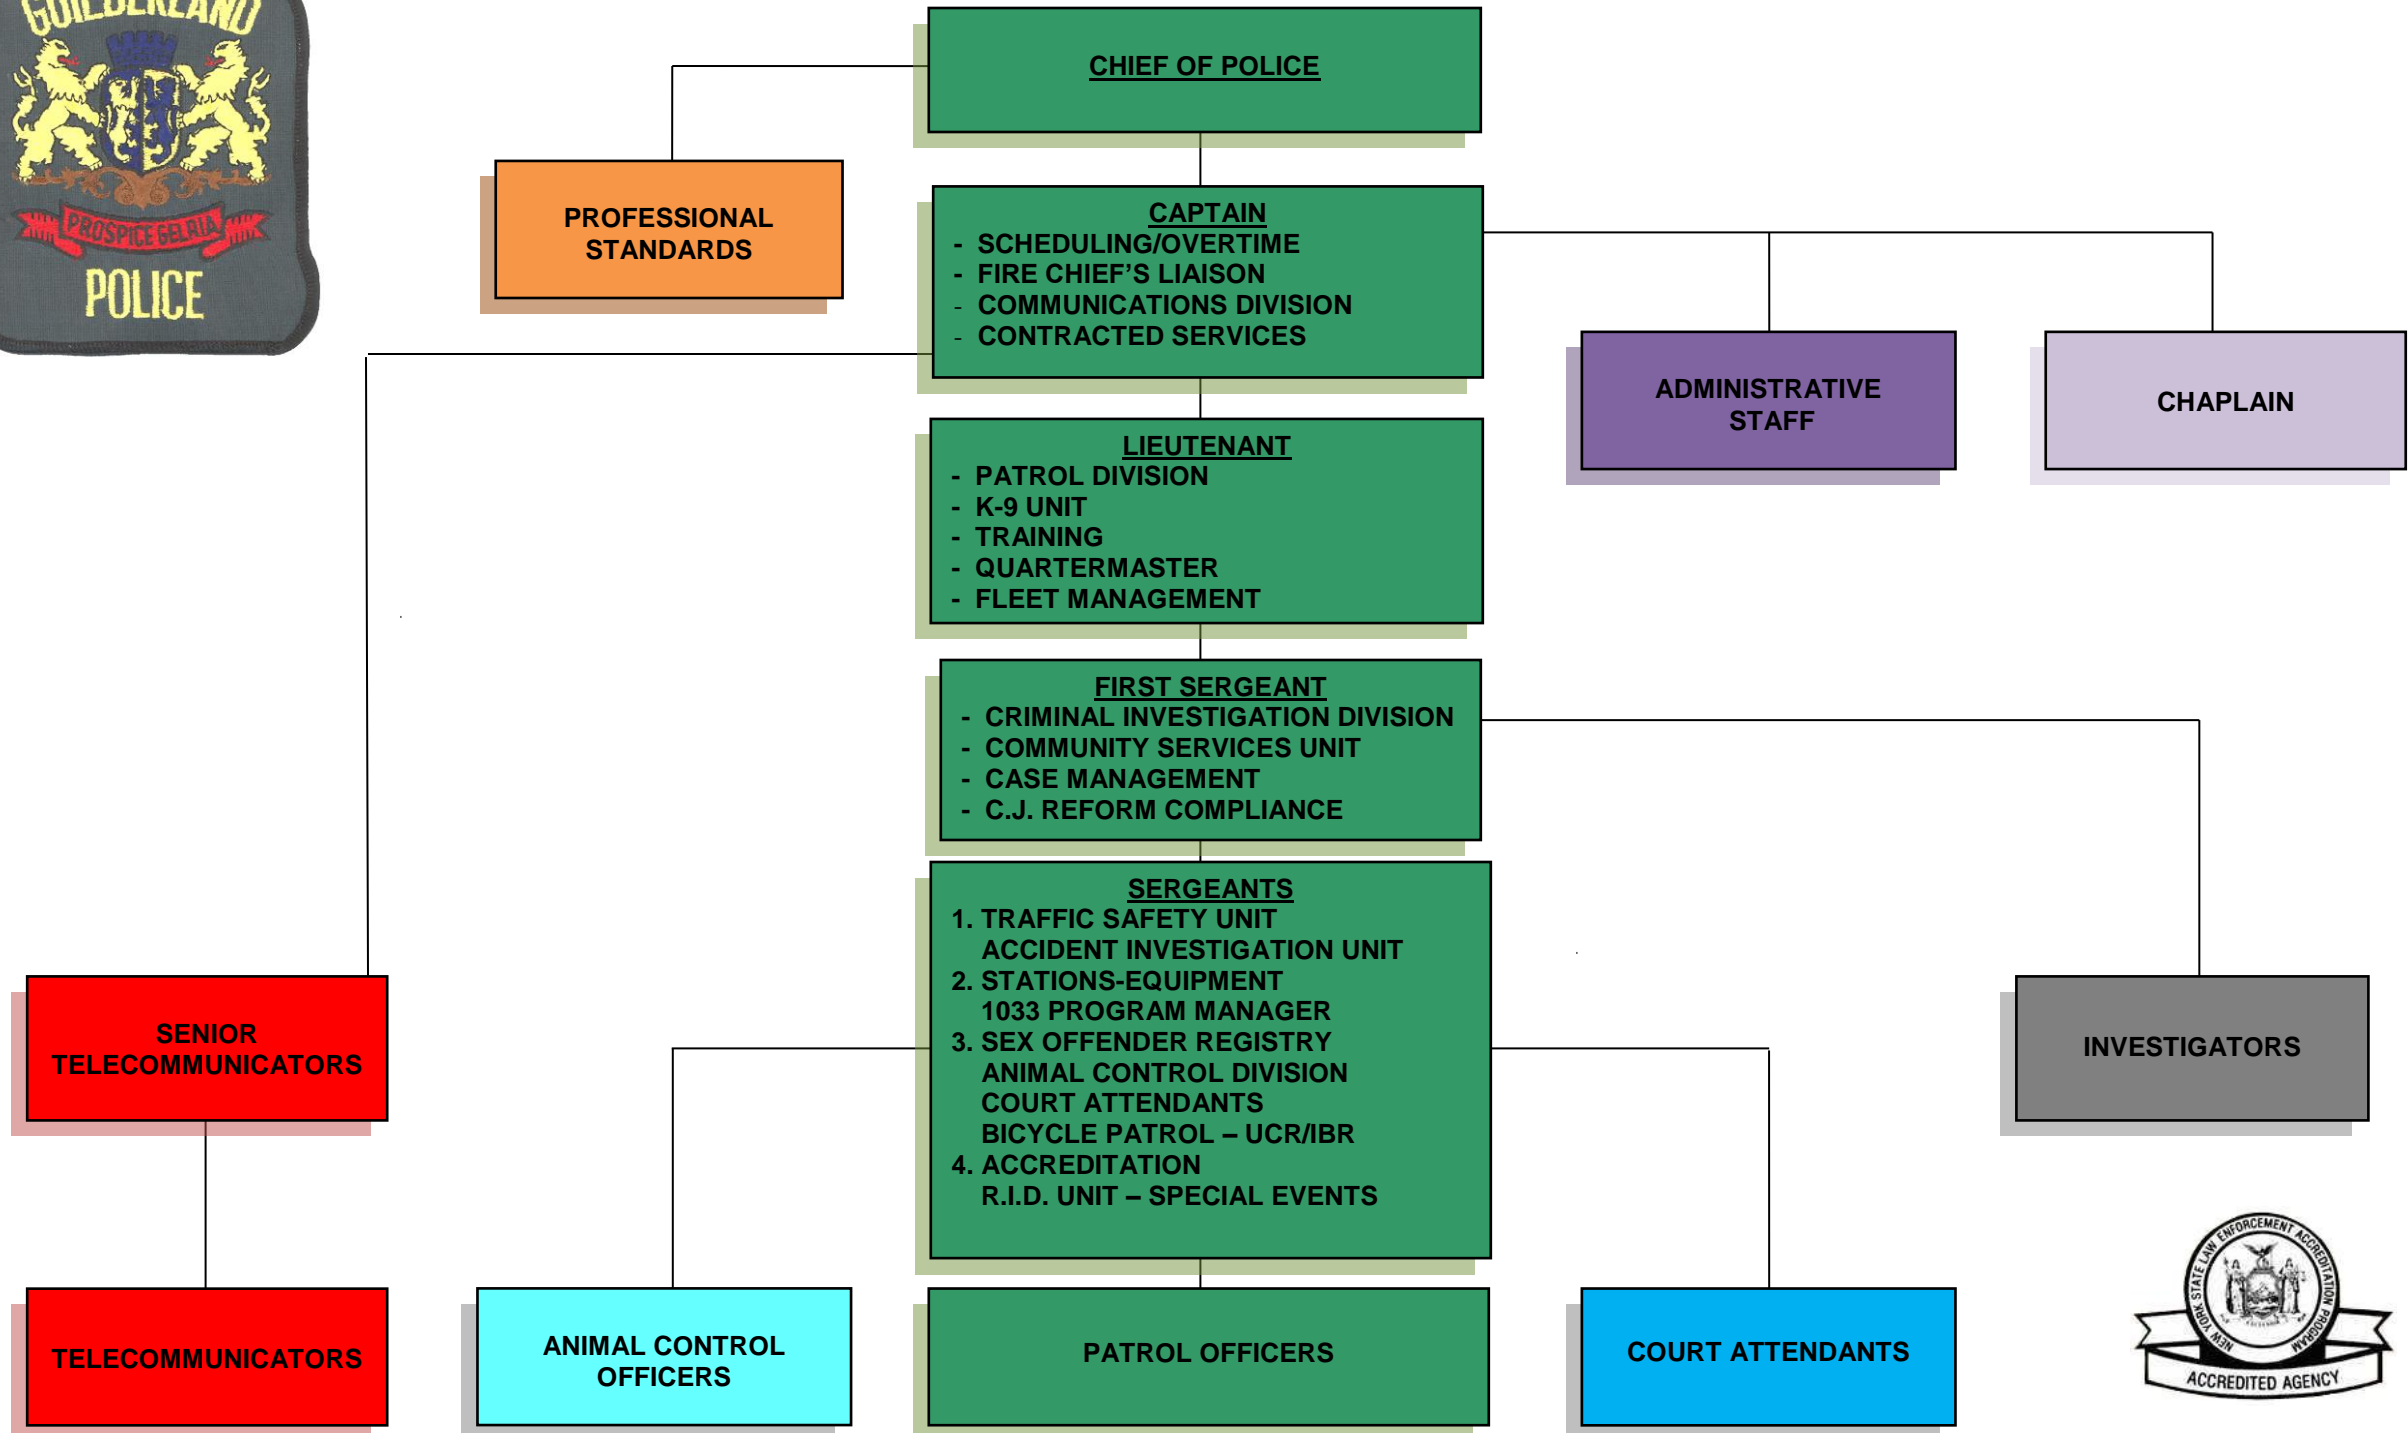 GUILDERLAND
PROSPICE GELRIA
POLICE
CHIEF OF POLICE
PROFESSIONAL
STANDARDS
CAPTAIN
- SCHEDULING/OVERTIME
- FIRE CHIEF'S LIAISON
- COMMUNICATIONS DIVISION
- CONTRACTED SERVICES
ADMINISTRATIVE
STAFF
CHAPLAIN
LIEUTENANT
- PATROL DIVISION
- K-9 UNIT
- TRAINING
- QUARTERMASTER
- FLEET MANAGEMENT
FIRST SERGEANT
- CRIMINAL INVESTIGATION DIVISION
- COMMUNITY SERVICES UNIT
- CASE MANAGEMENT
- C.J. REFORM COMPLIANCE
SERGEANTS
1. TRAFFIC SAFETY UNIT
ACCIDENT INVESTIGATION UNIT
2. STATIONS-EQUIPMENT
1033 PROGRAM MANAGER
3. SEX OFFENDER REGISTRY
ANIMAL CONTROL DIVISION
COURT ATTENDANTS
BICYCLE PATROL – UCR/IBR
4. ACCREDITATION
R.I.D. UNIT – SPECIAL EVENTS
SENIOR
TELECOMMUNICATORS
INVESTIGATORS
TELECOMMUNICATORS
ANIMAL CONTROL
OFFICERS
PATROL OFFICERS
COURT ATTENDANTS
NEW YORK STATE LAW ENFORCEMENT ACCREDITATION PROGRAM
ACCREDITED AGENCY